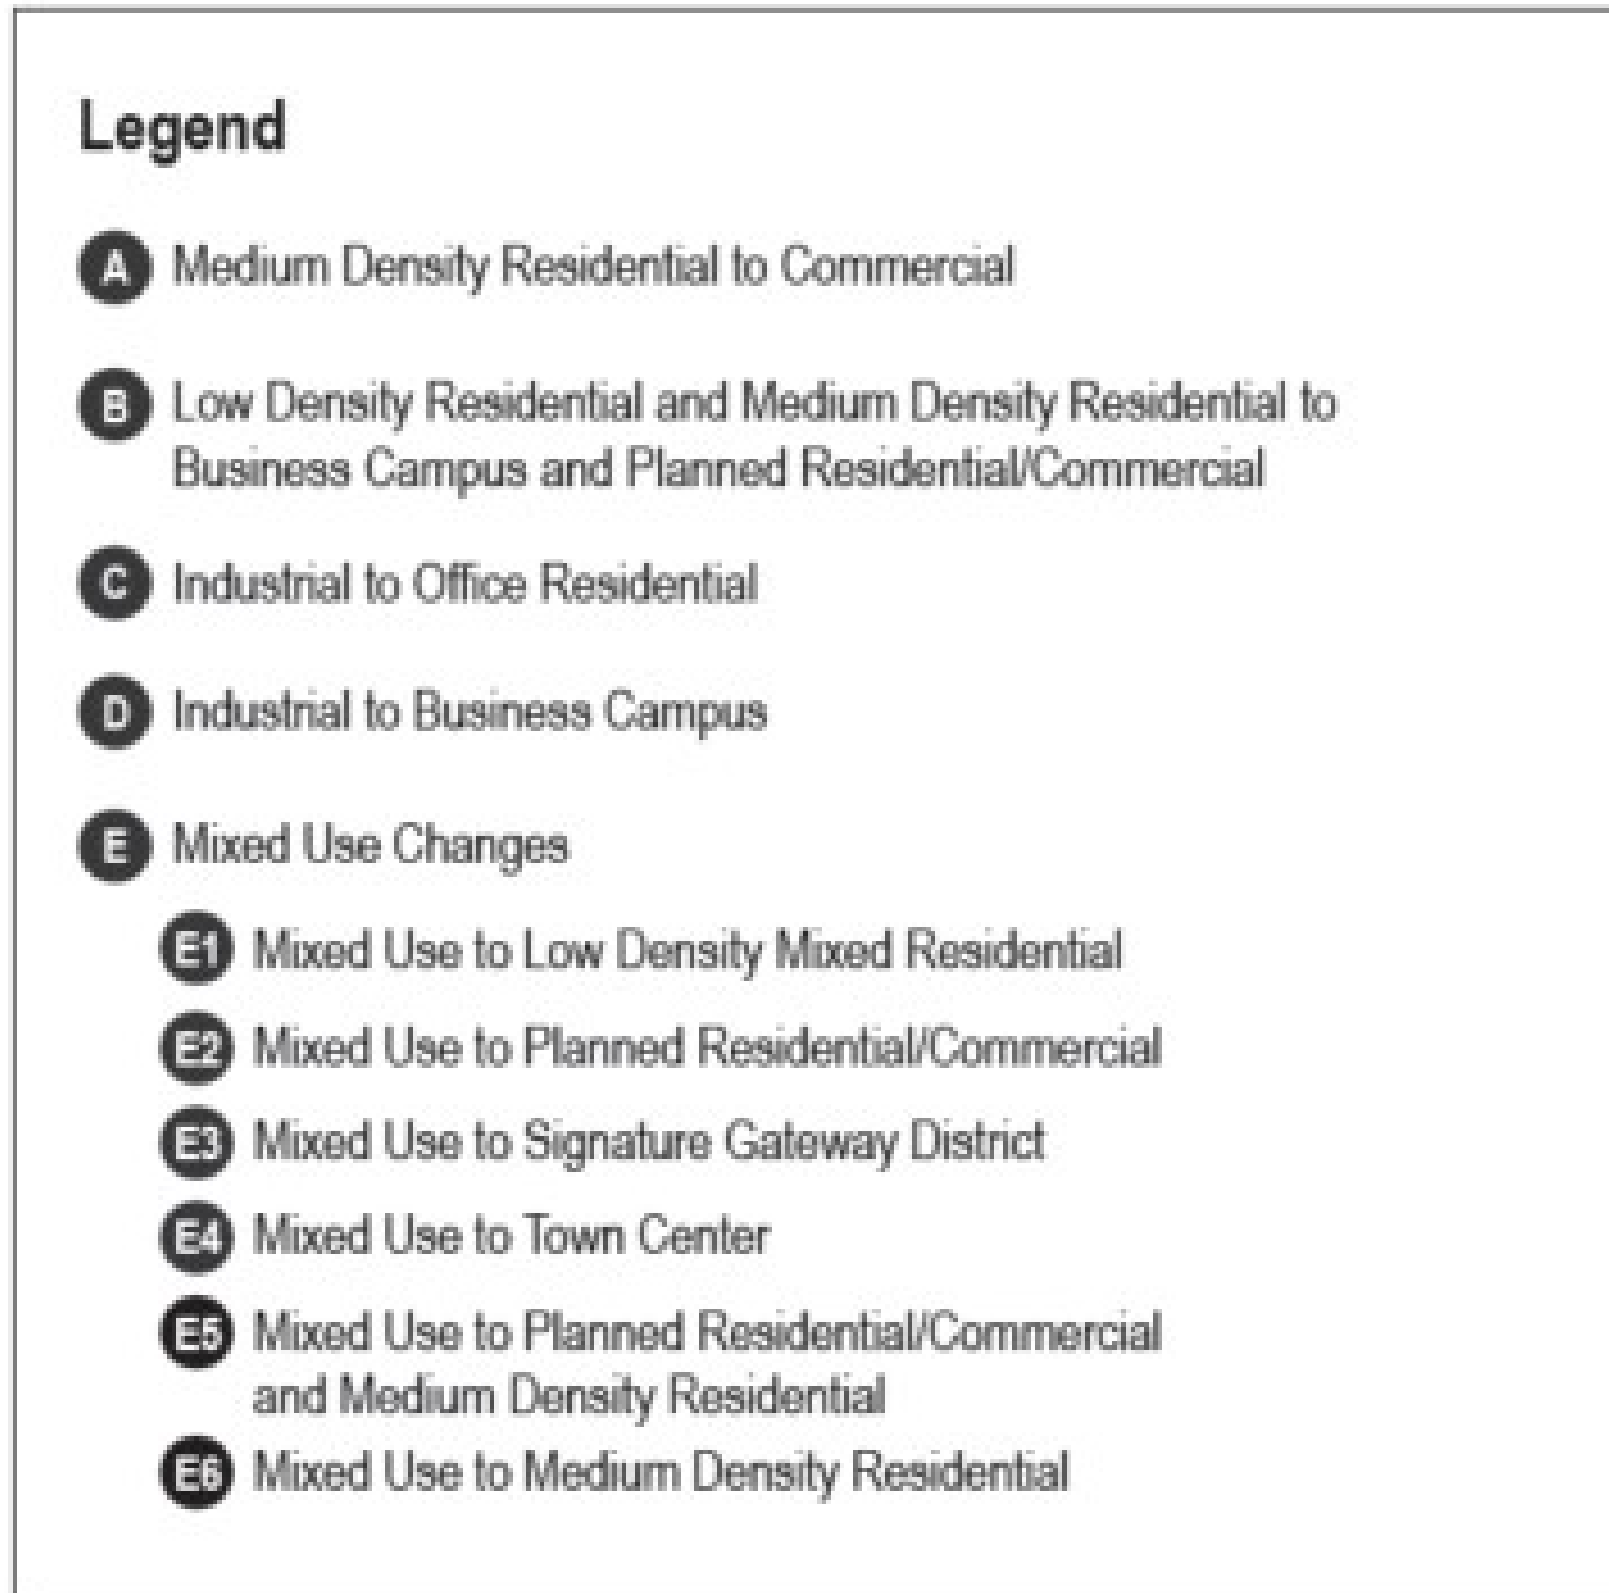 Legend
A Medium Density Residential to Commercial
B Low Density Residential and Medium Density Residential to
Business Campus and Planned Residential/Commercial
C Industrial to Office Residential
D Industrial to Business Campus
E Mixed Use Changes
E1 Mixed Use to Low Density Mixed Residential
E2 Mixed Use to Planned Residential/Commercial
E3 Mixed Use to Signature Gateway District
E4 Mixed Use to Town Center
E5 Mixed Use to Planned Residential/Commercial
and Medium Density Residential
E6 Mixed Use to Medium Density Residential